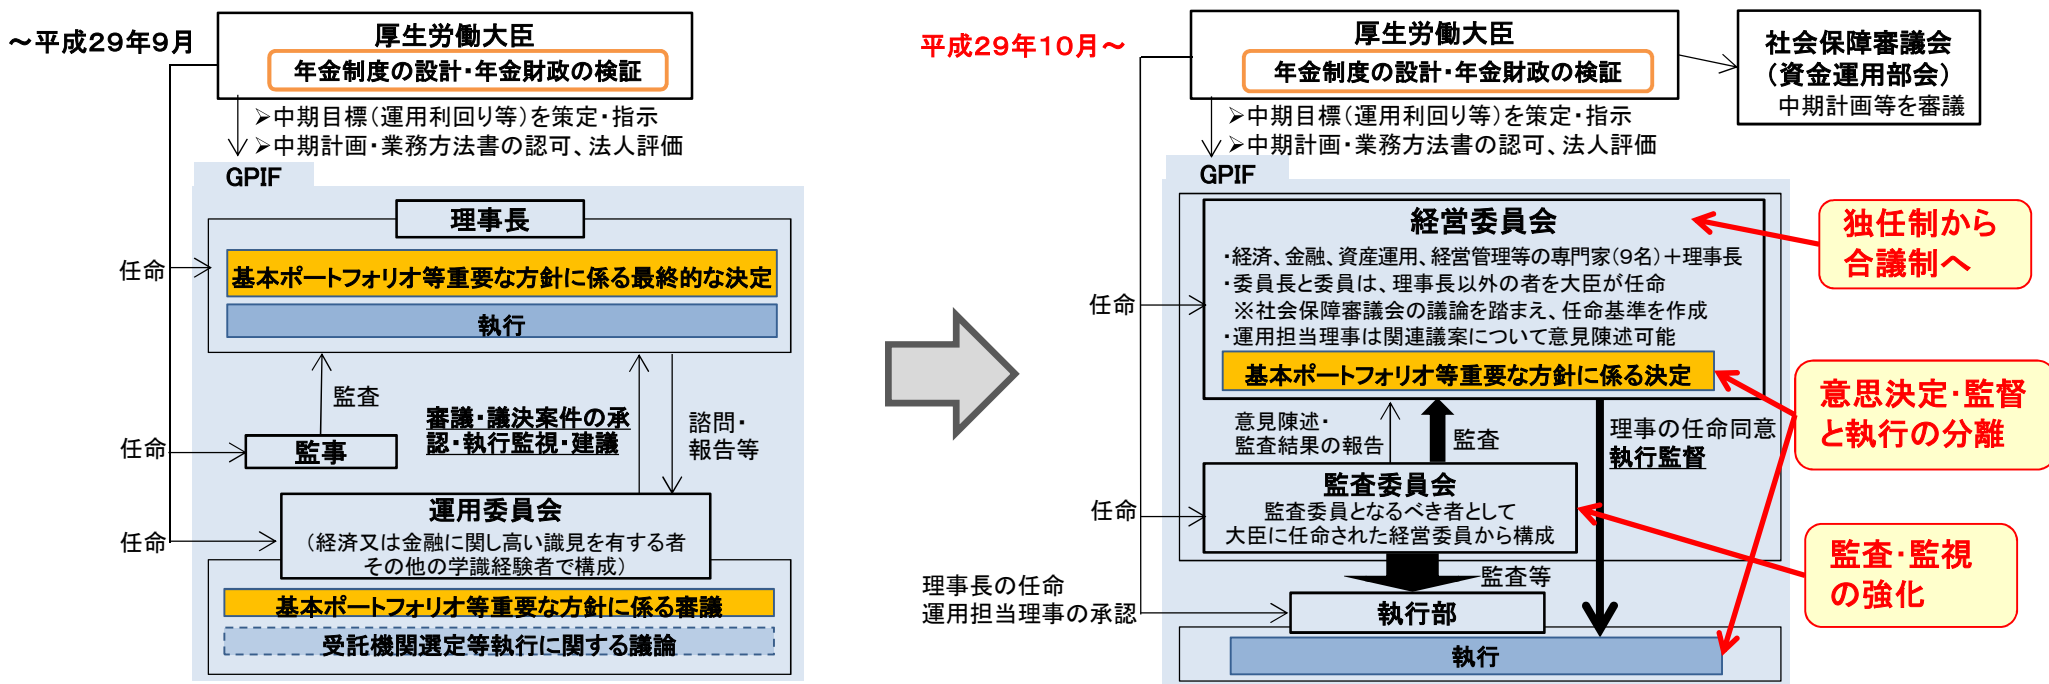 ～平成29年9月
厚生労働大臣
年金制度の設計・年金財政の検証
➢中期目標（運用利回り等）を策定・指示
➢中期計画・業務方法書の認可、法人評価
GPIF
理事長
任命
基本ポートフォリオ等重要な方針に係る最終的な決定
執行
監査
審議・議決案件の承
認・執行監視・建議
諮問・
報告等
任命
監事
運用委員会
任命
（経済又は金融に関し高い識見を有する者
その他の学識経験者で構成）
基本ポートフォリオ等重要な方針に係る審議
受託機関選定等執行に関する議論
平成29年10月～
厚生労働大臣
年金制度の設計・年金財政の検証
社会保障審議会
（資金運用部会）
中期計画等を審議
➢中期目標（運用利回り等）を策定・指示
➢中期計画・業務方法書の認可、法人評価
GPIF
経営委員会
・経済、金融、資産運用、経営管理等の専門家（9名）＋理事長
・委員長と委員は、理事長以外の者を大臣が任命
※社会保障審議会の議論を踏まえ、任命基準を作成
・運用担当理事は関連議案について意見陳述可能
任命
基本ポートフォリオ等重要な方針に係る決定
意見陳述・
監査結果の報告
監査
理事の任命同意
執行監督
監査委員会
監査委員となるべき者として
大臣に任命された経営委員から構成
任命
監査等
理事長の任命
運用担当理事の承認
執行部
執行
独任制から
合議制へ
意思決定・監督
と執行の分離
監査・監視
の強化